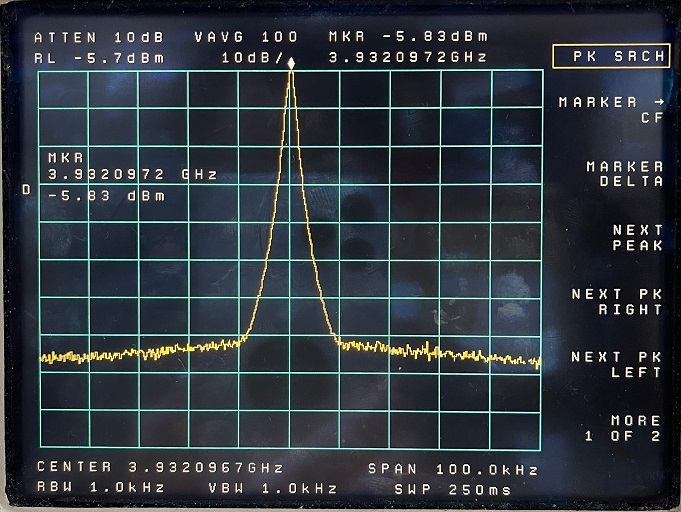 ATTEN 10dB VAVG 100 MKR -5.83dBm
RL -5.7dBm 10dB/ 3.9320972GHz
PK SRCH
MARKER →
CF
MKR
3.9320972 GHz
-5.83 dBm
D
MARKER
DELTA
NEXT
PEAK
NEXT PK
RIGHT
NEXT PK
LEFT
MORE
1 OF 2
CENTER 3.9320967GHz SPAN 100.0kHz
RBW 1.0kHz VBW 1.0kHz SWP 250ms